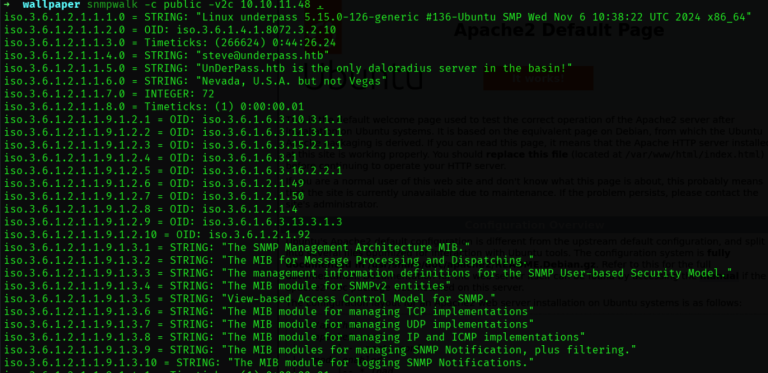 → wallpaper snmpwalk -c public -v2c 10.10.11.48
iso.3.6.1.2.1.1.1.0 = STRING: "Linux underpass 5.15.0-126-generic #136-Ubuntu SMP Wed Nov 6 10:38:22 UTC 2024 x86_64"
iso.3.6.1.2.1.1.2.0 = OID: iso.3.6.1.4.1.8072.3.2.10
iso.3.6.1.2.1.1.3.0 = Timeticks: (266624) 0:44:26.24
iso.3.6.1.2.1.1.4.0 = STRING: "steve@underpass.htb"
iso.3.6.1.2.1.1.5.0 = STRING: "UnDerPass.htb is the only daloradius server in the basin!"
iso.3.6.1.2.1.1.6.0 = STRING: "Nevada, U.S.A. but not Vegas"
iso.3.6.1.2.1.1.7.0 = INTEGER: 72
iso.3.6.1.2.1.1.8.0 = Timeticks: (1) 0:00:00.01
iso.3.6.1.2.1.1.9.1.2.1 = OID: iso.3.6.1.6.3.10.3.1.1
iso.3.6.1.2.1.1.9.1.2.2 = OID: iso.3.6.1.6.3.11.3.1.1
iso.3.6.1.2.1.1.9.1.2.3 = OID: iso.3.6.1.6.3.15.2.1.1
iso.3.6.1.2.1.1.9.1.2.4 = OID: iso.3.6.1.6.3.1
iso.3.6.1.2.1.1.9.1.2.5 = OID: iso.3.6.1.6.3.16.2.2.1
iso.3.6.1.2.1.1.9.1.2.6 = OID: iso.3.6.1.2.1.49
iso.3.6.1.2.1.1.9.1.2.7 = OID: iso.3.6.1.2.1.50
iso.3.6.1.2.1.1.9.1.2.8 = OID: iso.3.6.1.2.1.4
iso.3.6.1.2.1.1.9.1.2.9 = OID: iso.3.6.1.6.3.13.3.1.3
iso.3.6.1.2.1.1.9.1.2.10 = OID: iso.3.6.1.2.1.92
iso.3.6.1.2.1.1.9.1.3.1 = STRING: "The SNMP Management Architecture MIB."
iso.3.6.1.2.1.1.9.1.3.2 = STRING: "The MIB for Message Processing and Dispatching."
iso.3.6.1.2.1.1.9.1.3.3 = STRING: "The management information definitions for the SNMP User-based Security Model."
iso.3.6.1.2.1.1.9.1.3.4 = STRING: "The MIB module for SNMPv2 entities"
iso.3.6.1.2.1.1.9.1.3.5 = STRING: "View-based Access Control Model for SNMP."
iso.3.6.1.2.1.1.9.1.3.6 = STRING: "The MIB module for managing TCP implementations"
iso.3.6.1.2.1.1.9.1.3.7 = STRING: "The MIB module for managing UDP implementations"
iso.3.6.1.2.1.1.9.1.3.8 = STRING: "The MIB module for managing IP and ICMP implementations"
iso.3.6.1.2.1.1.9.1.3.9 = STRING: "The MIB modules for managing SNMP Notification, plus filtering."
iso.3.6.1.2.1.1.9.1.3.10 = STRING: "The MIB module for logging SNMP Notifications."
Apache2 Default Page